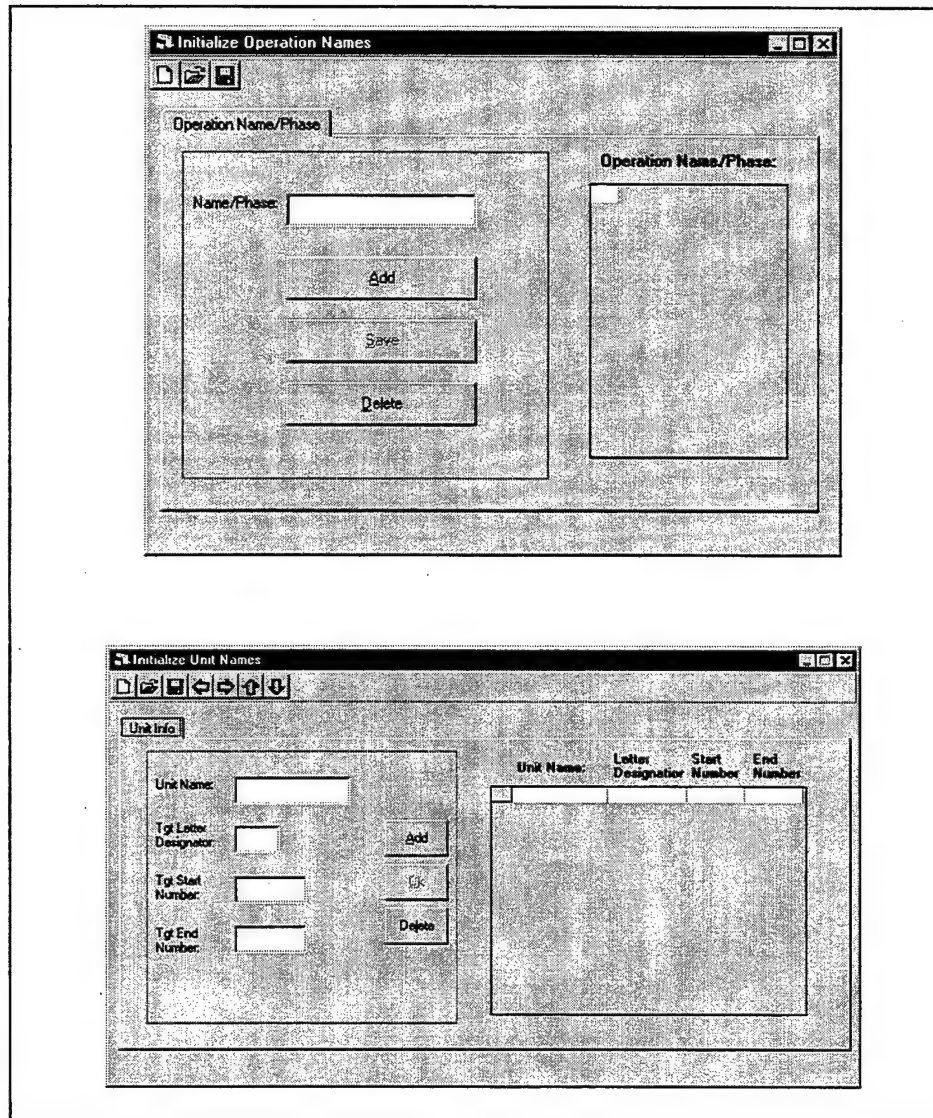 Initialize Operation Names
Operation Name/Phase
Operation Name/Phase:
Name/Phase:
Add
Save
Delete
Initialize Unit Names
Unit Info
Unit Name:
Letter Designation
Start Number
End Number
Unit Name:
Tgt Letter
Designator:
Add
Tgt Start
Number:
Ok
Tgt End
Number:
Delete